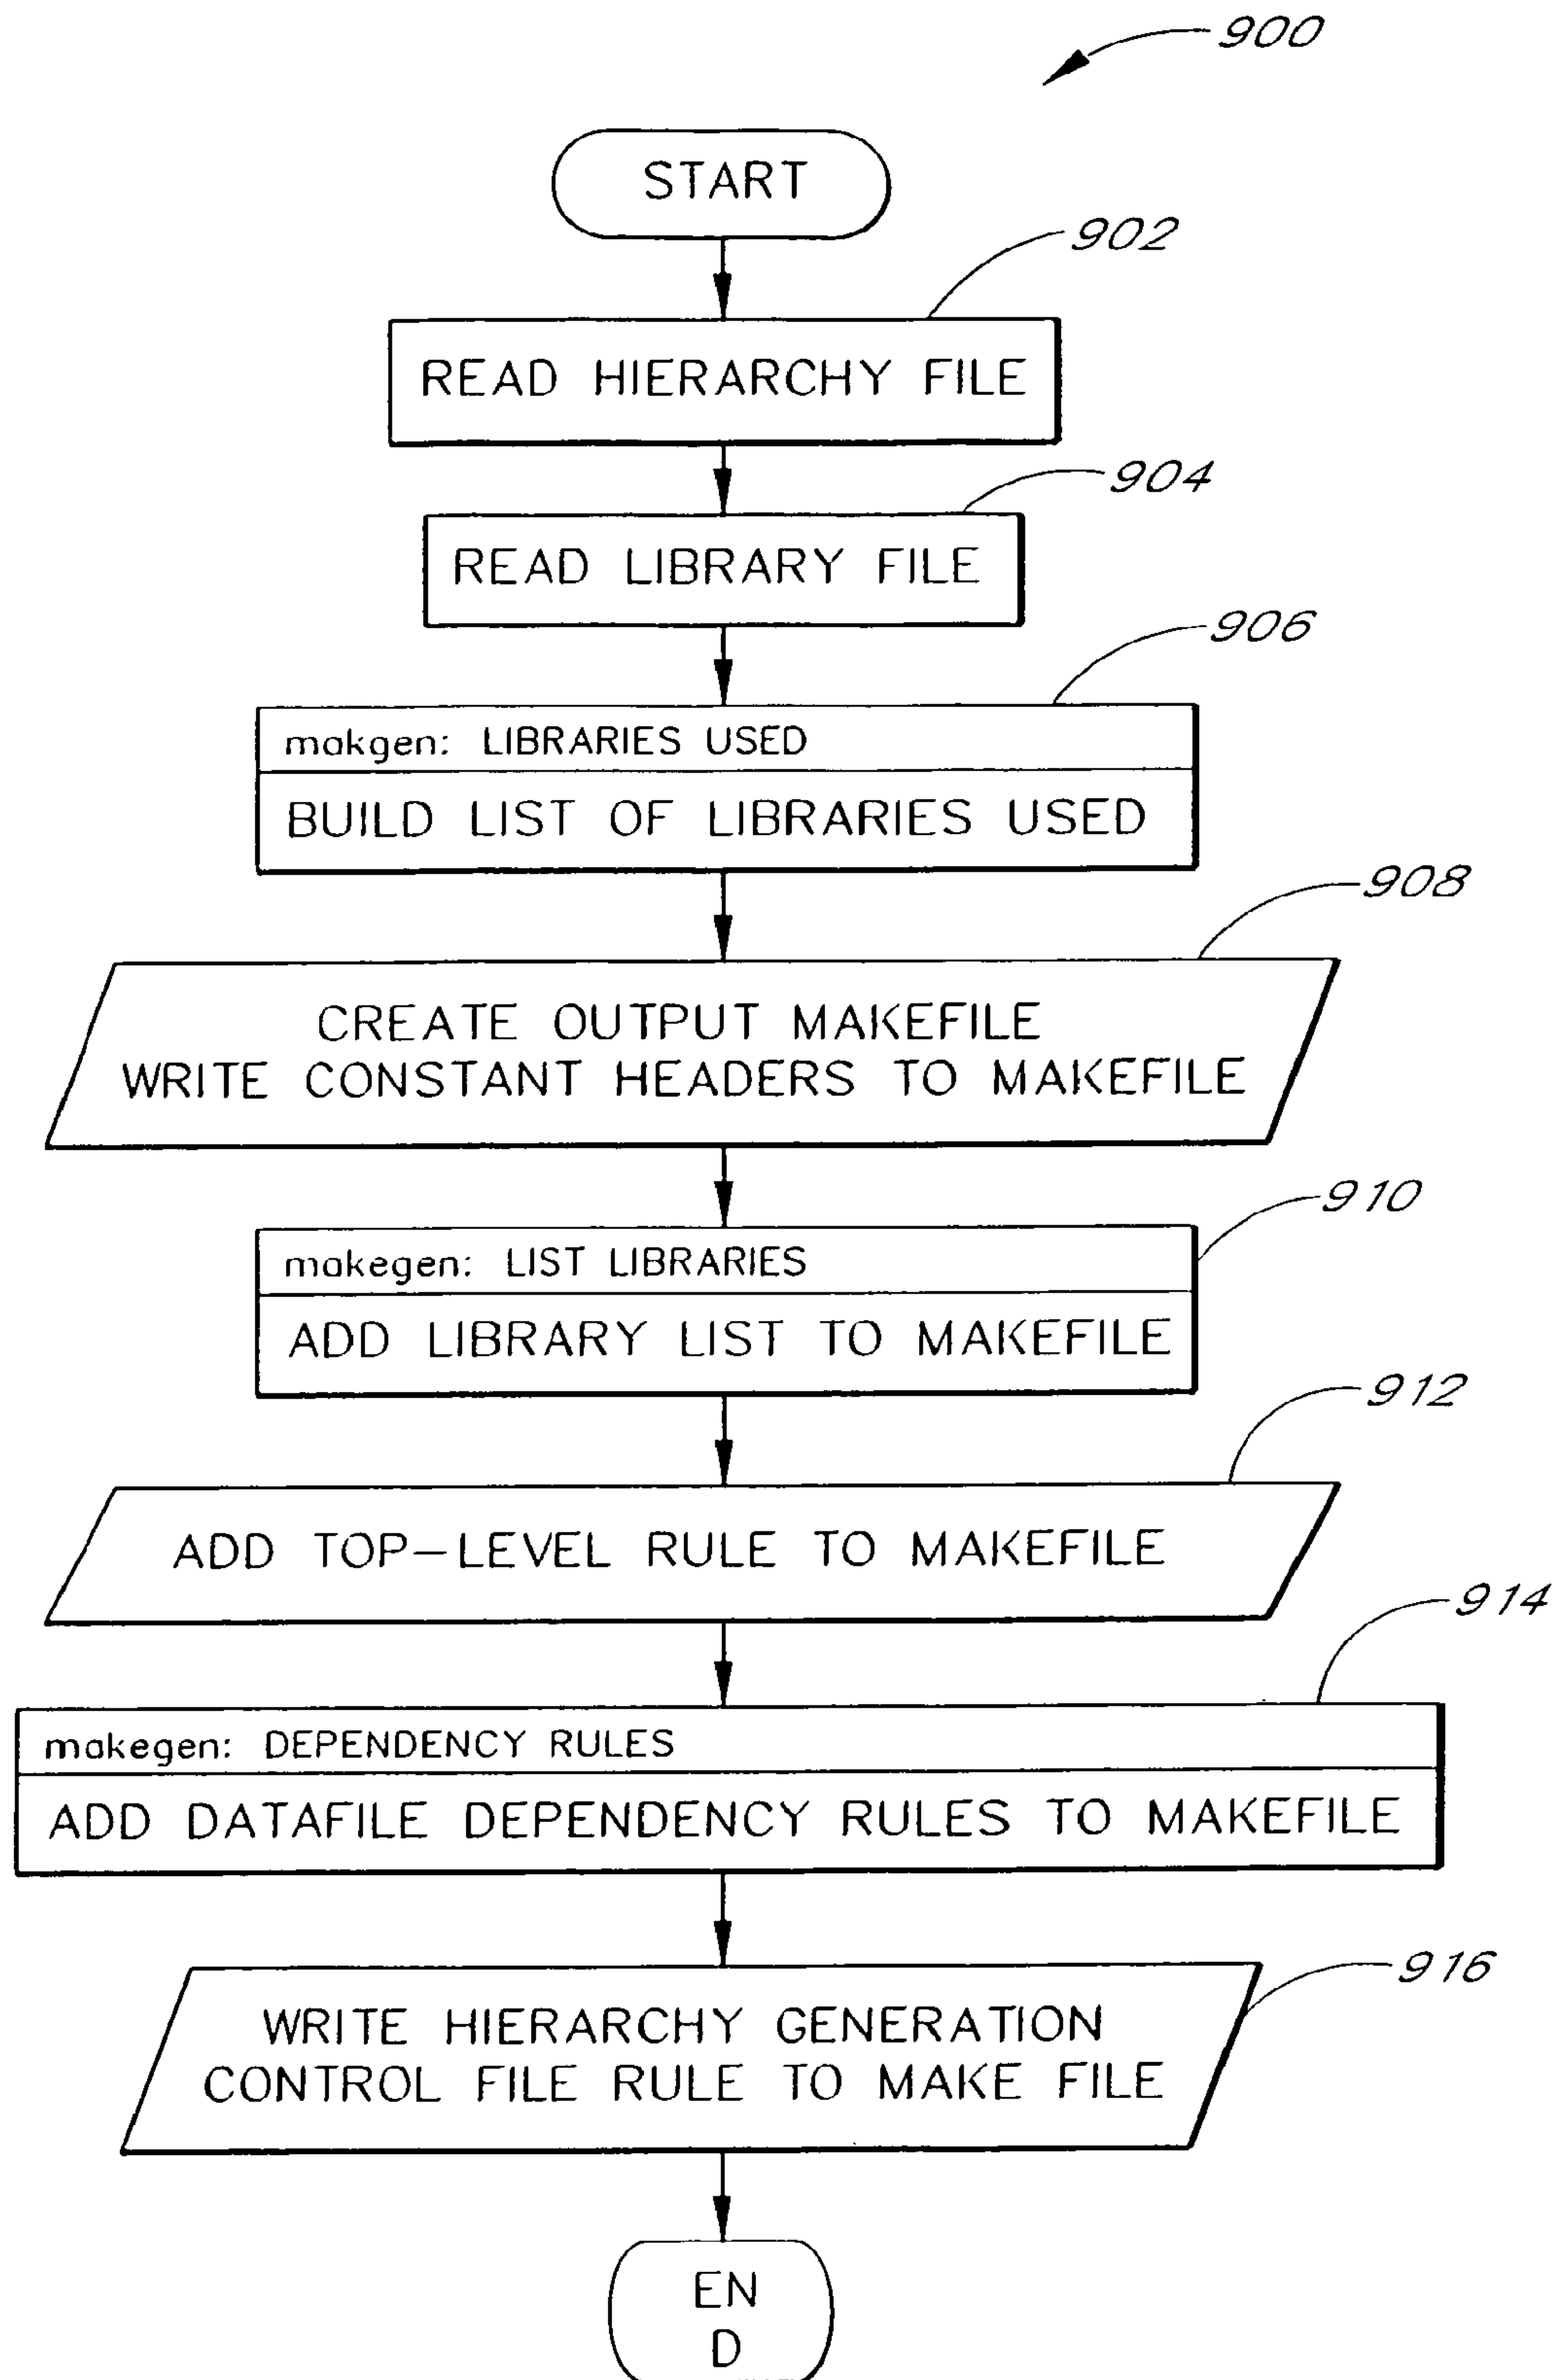 900
START
902
READ HIERARCHY FILE
904
READ LIBRARY FILE
906
makgen: LIBRARIES USED
BUILD LIST OF LIBRARIES USED
908
CREATE OUTPUT MAKEFILE
WRITE CONSTANT HEADERS TO MAKEFILE
910
makegen: LIST LIBRARIES
ADD LIBRARY LIST TO MAKEFILE
912
ADD TOP-LEVEL RULE TO MAKEFILE
914
makegen: DEPENDENCY RULES
ADD DATAFILE DEPENDENCY RULES TO MAKEFILE
916
WRITE HIERARCHY GENERATION
CONTROL FILE RULE TO MAKE FILE
EN
D